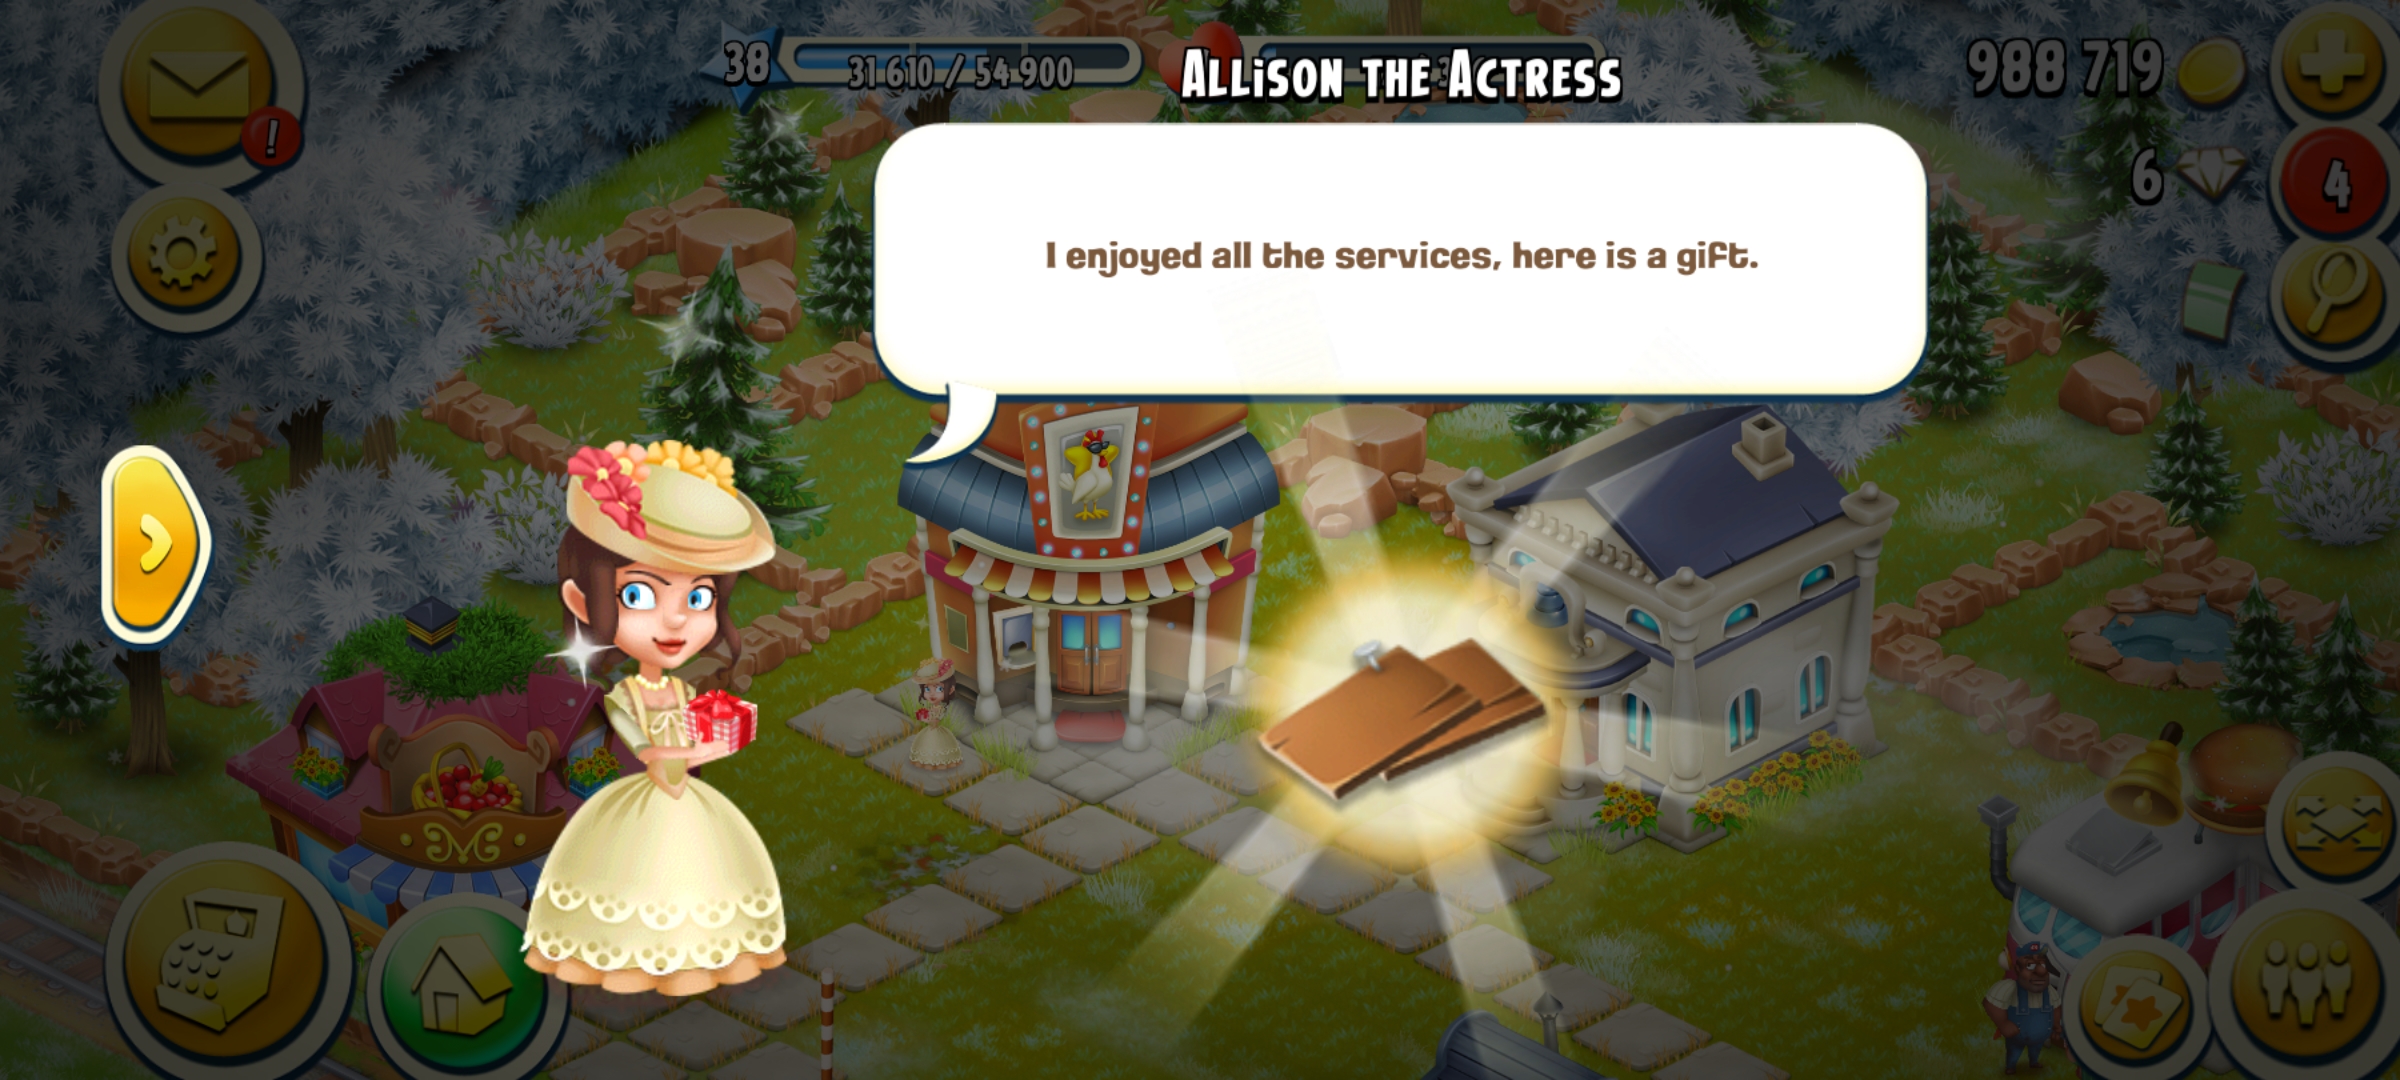 38
31 610 / 54 900
ALLISON THE ACTRESS
988 719
!
6
4
I enjoyed all the services, here is a gift.